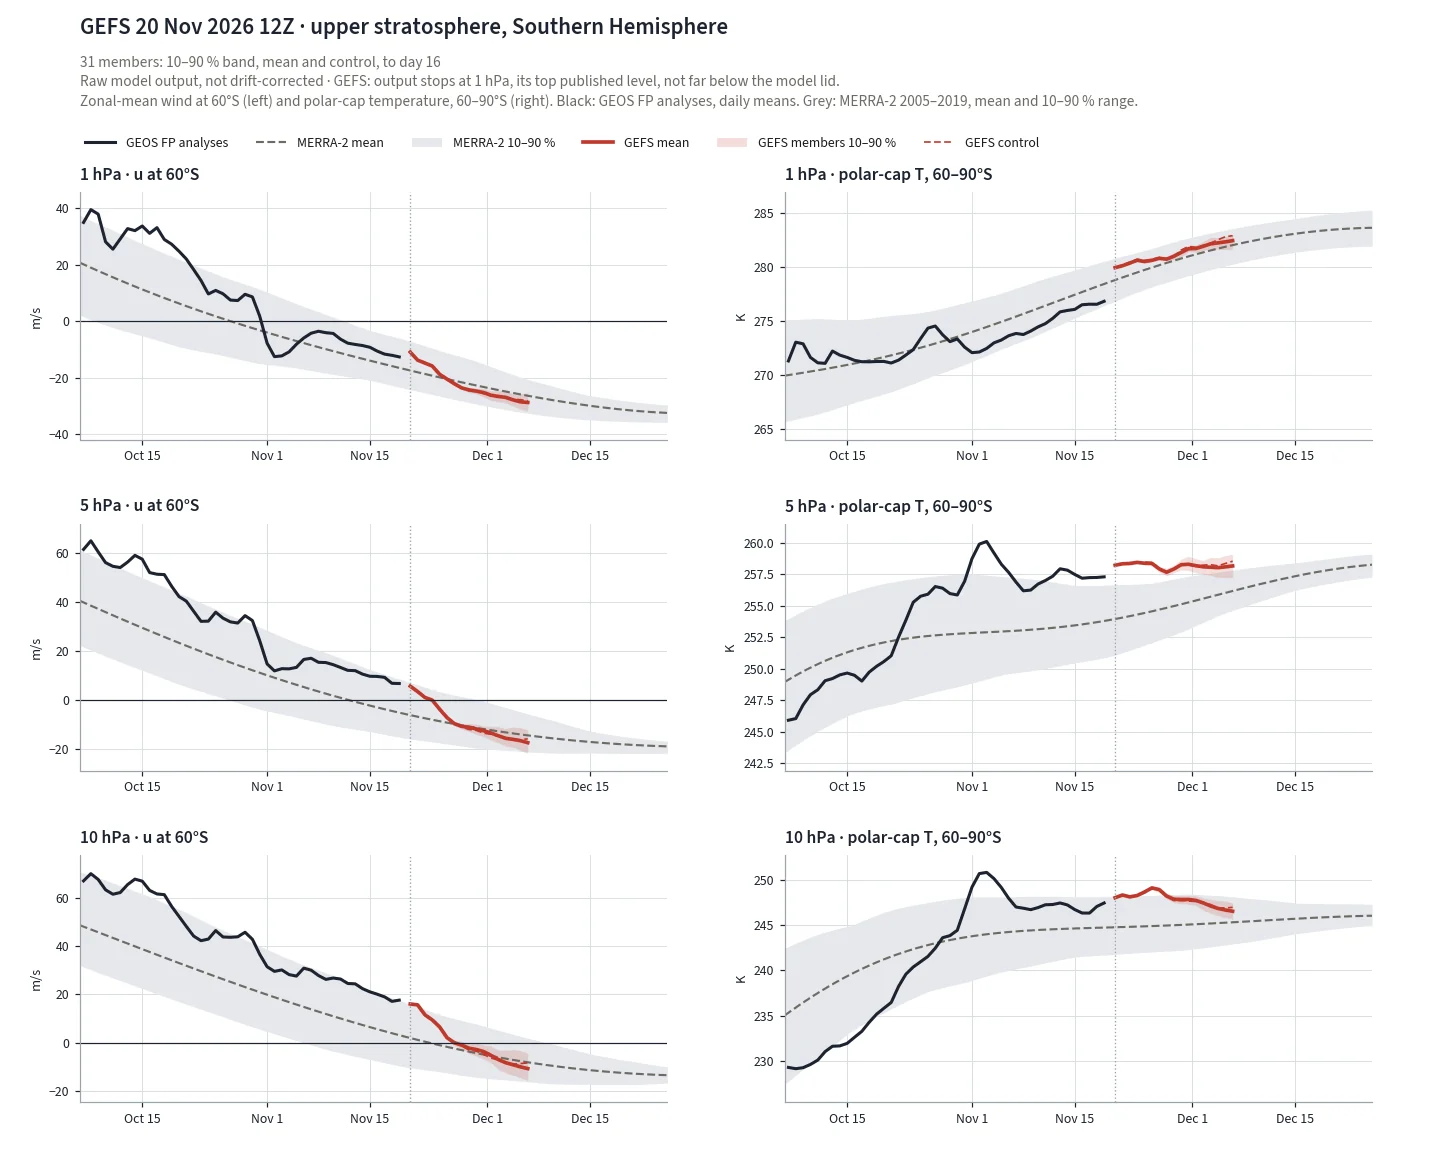 GEFS 20 Nov 2026 12Z · upper stratosphere, Southern Hemisphere
31 members: 10–90 % band, mean and control, to day 16
Raw model output, not drift-corrected · GEFS: output stops at 1 hPa, its top published level, not far below the model lid.
Zonal-mean wind at 60°S (left) and polar-cap temperature, 60–90°S (right). Black: GEOS FP analyses, daily means. Grey: MERRA-2 2005–2019, mean and 10–90 % range.
GEOS FP analyses MERRA-2 mean MERRA-2 10–90 % GEFS mean GEFS members 10–90 % GEFS control
1 hPa · u at 60°S
40
20
0
−20
−40
m/s
Oct 15 Nov 1 Nov 15 Dec 1 Dec 15
1 hPa · polar-cap T, 60–90°S
285
280
275
270
265
K
Oct 15 Nov 1 Nov 15 Dec 1 Dec 15
5 hPa · u at 60°S
60
40
20
0
−20
m/s
Oct 15 Nov 1 Nov 15 Dec 1 Dec 15
5 hPa · polar-cap T, 60–90°S
260.0
257.5
255.0
252.5
250.0
247.5
245.0
242.5
K
Oct 15 Nov 1 Nov 15 Dec 1 Dec 15
10 hPa · u at 60°S
60
40
20
0
−20
m/s
Oct 15 Nov 1 Nov 15 Dec 1 Dec 15
10 hPa · polar-cap T, 60–90°S
250
245
240
235
230
K
Oct 15 Nov 1 Nov 15 Dec 1 Dec 15